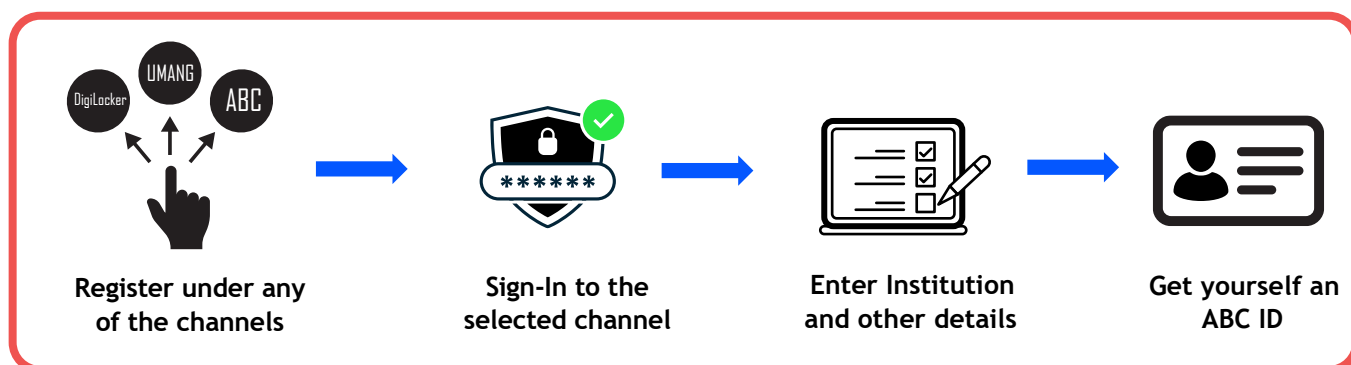 DigiLocker
UMANG
ABC
******
Register under any
of the channels
Sign-In to the
selected channel
Enter Institution
and other details
Get yourself an
ABC ID